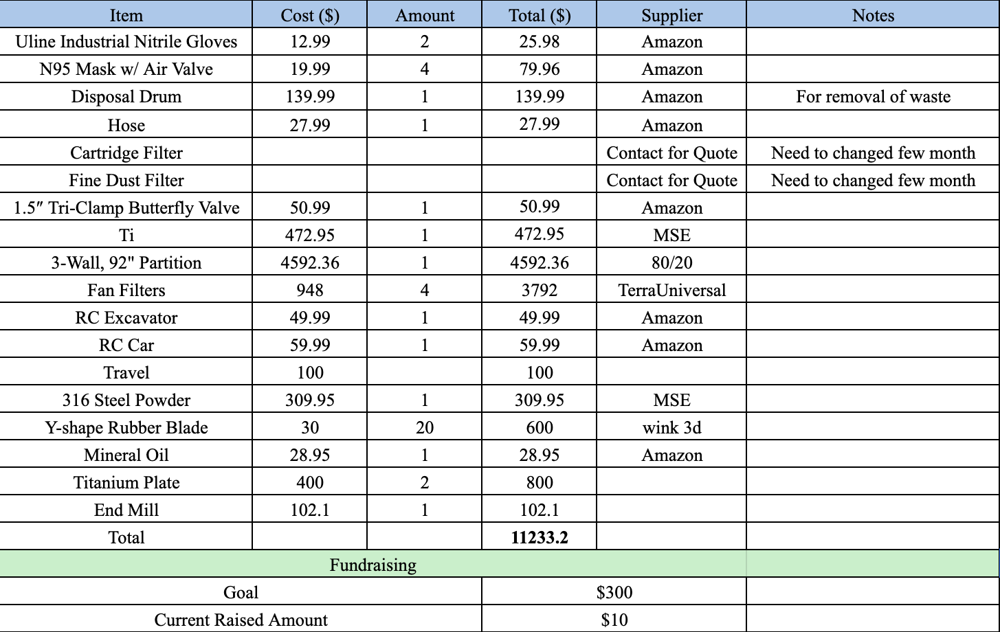 Item Cost ($) Amount Total ($) Supplier Notes
Uline Industrial Nitrile Gloves 12.99 2 25.98 Amazon
N95 Mask w/ Air Valve 19.99 4 79.96 Amazon
Disposal Drum 139.99 1 139.99 Amazon For removal of waste
Hose 27.99 1 27.99 Amazon
Cartridge Filter Contact for Quote Need to changed few month
Fine Dust Filter Contact for Quote Need to changed few month
1.5″ Tri-Clamp Butterfly Valve 50.99 1 50.99 Amazon
Ti 472.95 1 472.95 MSE
3-Wall, 92" Partition 4592.36 1 4592.36 80/20
Fan Filters 948 4 3792 TerraUniversal
RC Excavator 49.99 1 49.99 Amazon
RC Car 59.99 1 59.99 Amazon
Travel 100 100
316 Steel Powder 309.95 1 309.95 MSE
Y-shape Rubber Blade 30 20 600 wink 3d
Mineral Oil 28.95 1 28.95 Amazon
Titanium Plate 400 2 800
End Mill 102.1 1 102.1
Total 11233.2
Fundraising
Goal $300
Current Raised Amount $10